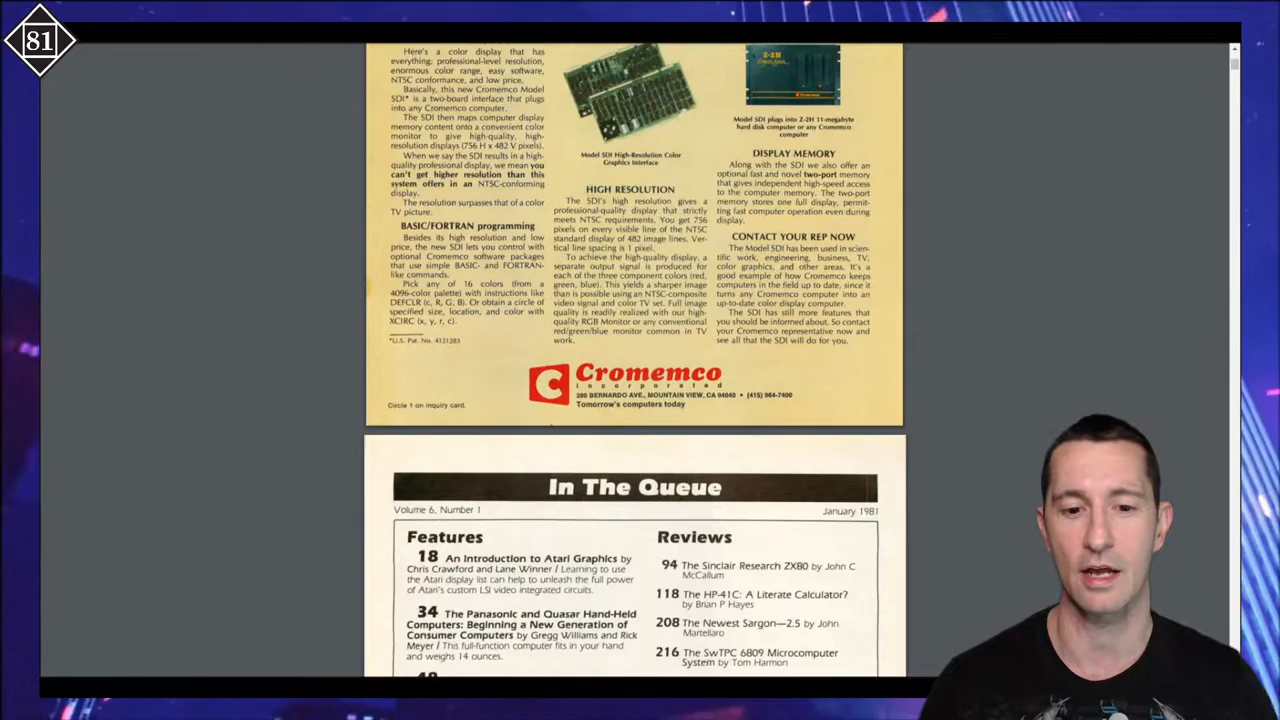 81
Here's a color display that has
everything: professional-level resolution,
enormous color range, easy software,
NTSC conformance, and low price.
Basically, this new Cromemco Model
SDI* is a two-board interface that plugs
into any Cromemco computer.
The SDI then maps computer display
memory content onto a convenient color
monitor to give high-quality, high-
resolution displays (756 H x 482 V pixels).
When we say the SDI results in a high-
quality professional display, we mean you
can't get higher resolution than this
system offers in an NTSC-conforming
display.
The resolution surpasses that of a color
TV picture.
BASIC/FORTRAN programming
Besides its high resolution and low
price, the new SDI lets you control with
optional Cromemco software packages
that use simple BASIC- and FORTRAN-
like commands.
Pick any of 16 colors (from a
4096-color palette) with instructions like
DEFCLR (c, R, G, B). Or obtain a circle of
specified size, location, and color with
XCIRC (x, y, r, c).
*U.S. Pat. No. 4121283
Model SDI High-Resolution Color
Graphics Interface
HIGH RESOLUTION
The SDI's high resolution gives a
professional-quality display that strictly
meets NTSC requirements. You get 756
pixels on every visible line of the NTSC
standard display of 482 image lines. Ver-
tical line spacing is 1 pixel.
To achieve the high-quality display, a
separate output signal is produced for
each of the three component colors (red,
green, blue). This yields a sharper image
than is possible using an NTSC-composite
video signal and color TV set. Full image
quality is readily realized with our high-
quality RGB Monitor or any conventional
red/green/blue monitor common in TV
work.
Z-2H
Model SDI plugs into Z-2H 11-megabyte
hard disk computer or any Cromemco
computer
DISPLAY MEMORY
Along with the SDI we also offer an
optional fast and novel two-port memory
that gives independent high-speed access
to the computer memory. The two-port
memory stores one full display, permit-
ting fast computer operation even during
display.
CONTACT YOUR REP NOW
The Model SDI has been used in scien-
tific work, engineering, business, TV,
color graphics, and other areas. It's a
good example of how Cromemco keeps
computers in the field up to date, since it
turns any Cromemco computer into an
up-to-date color display computer.
The SDI has still more features that
you should be informed about. So contact
your Cromemco representative now and
see all that the SDI will do for you.
C Cromemco
incorporated
280 BERNARDO AVE., MOUNTAIN VIEW, CA 94040 • (415) 964-7400
Tomorrow's computers today
Circle 1 on inquiry card.
In The Queue
Volume 6, Number 1
January 1981
Features
18 An Introduction to Atari Graphics by
Chris Crawford and Lane Winner / Learning to use
the Atari display list can help to unleash the full power
of Atari's custom LSI video integrated circuits.
34 The Panasonic and Quasar Hand-Held
Computers: Beginning a New Generation of
Consumer Computers by Gregg Williams and Rick
Meyer / This full-function computer fits in your hand
and weighs 14 ounces.
Reviews
94 The Sinclair Research ZX80 by John C
McCallum
118 The HP-41C: A Literate Calculator?
by Brian P Hayes
208 The Newest Sargon—2.5 by John
Martellaro
216 The SwTPC 6809 Microcomputer
System by Tom Harmon